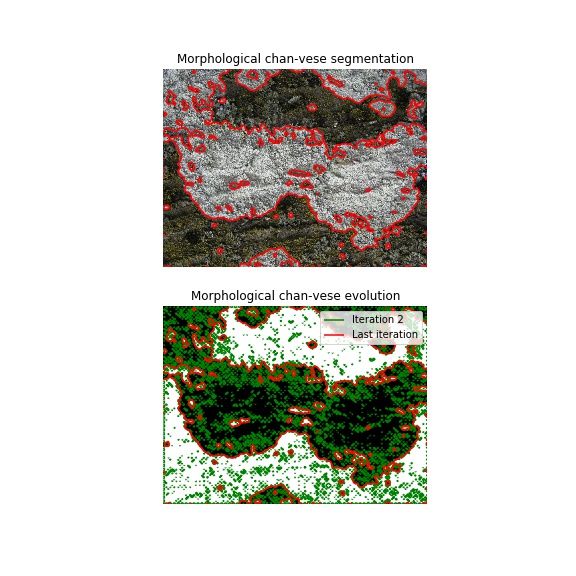 Morphological chan-vese segmentation
Morphological chan-vese evolution
Iteration 2
Last iteration